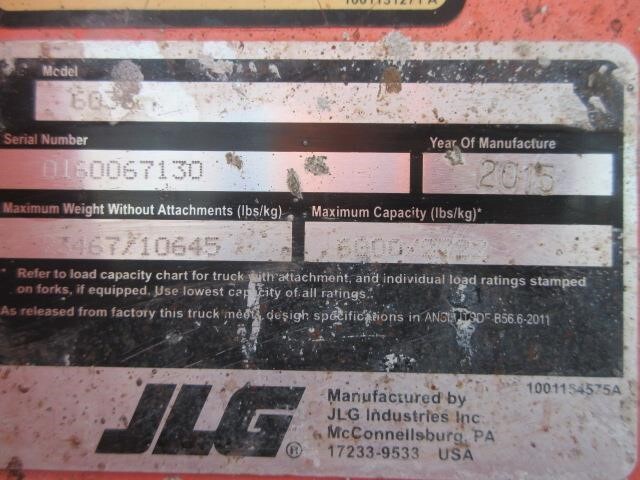 1001131271 A
Model
Serial Number
Year Of Manufacture
0160067130
2015
Maximum Weight Without Attachments (lbs/kg)
Maximum Capacity (lbs/kg)*
Refer to load capacity chart for truck with attachment, and individual load ratings stamped
on forks, if equipped. Use lowest capacity of all ratings.
As released from factory this truck meets design specifications in B56.6-2011
1001154575A
JLG®
Manufactured by
JLG Industries Inc
McConnellsburg, PA
17233-9533 USA